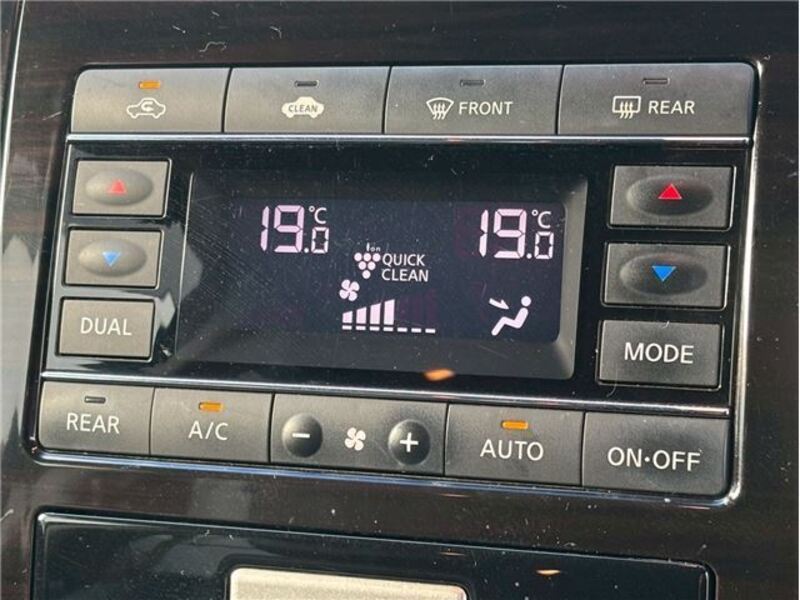 CLEAN
FRONT
REAR
19.0°C
19.0°C
ion
QUICK
CLEAN
DUAL
MODE
REAR
A/C
−
+
AUTO
ON·OFF